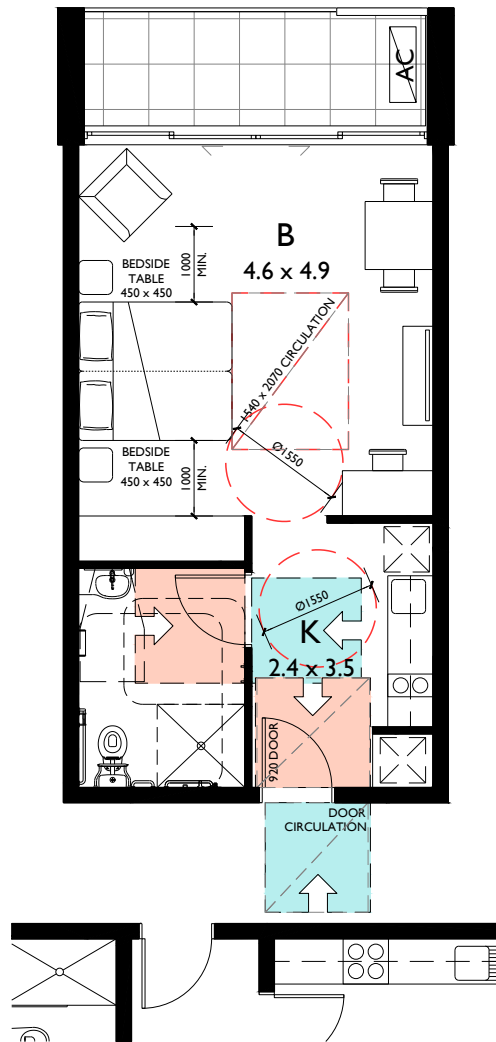 AC
B
4.6 x 4.9
BEDSIDE
TABLE
450 x 450
1000
MIN.
1540 x 2070 CIRCULATION
Ø1550
BEDSIDE
TABLE
450 x 450
1000
MIN.
Ø1550
K
2.4 x 3.5
920 DOOR
DOOR
CIRCULATION